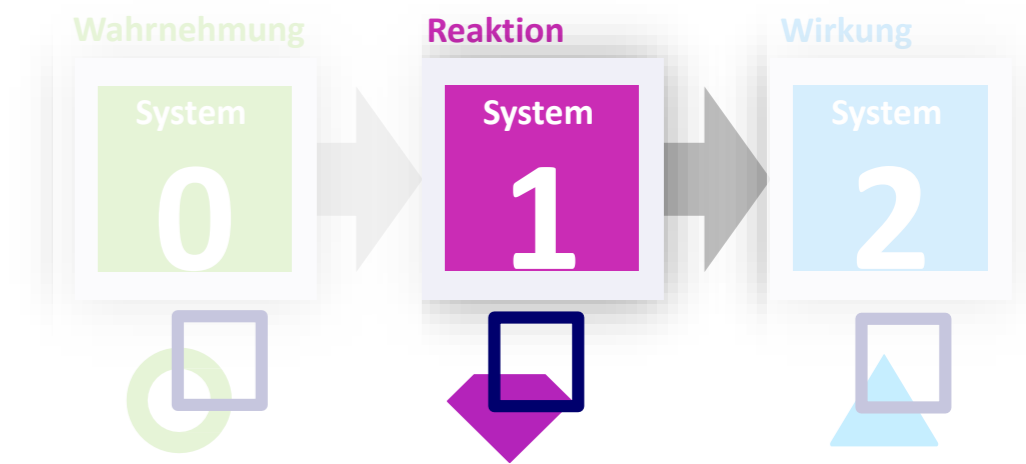 Wahrnehmung
System
0
Reaktion
System
1
Wirkung
System
2